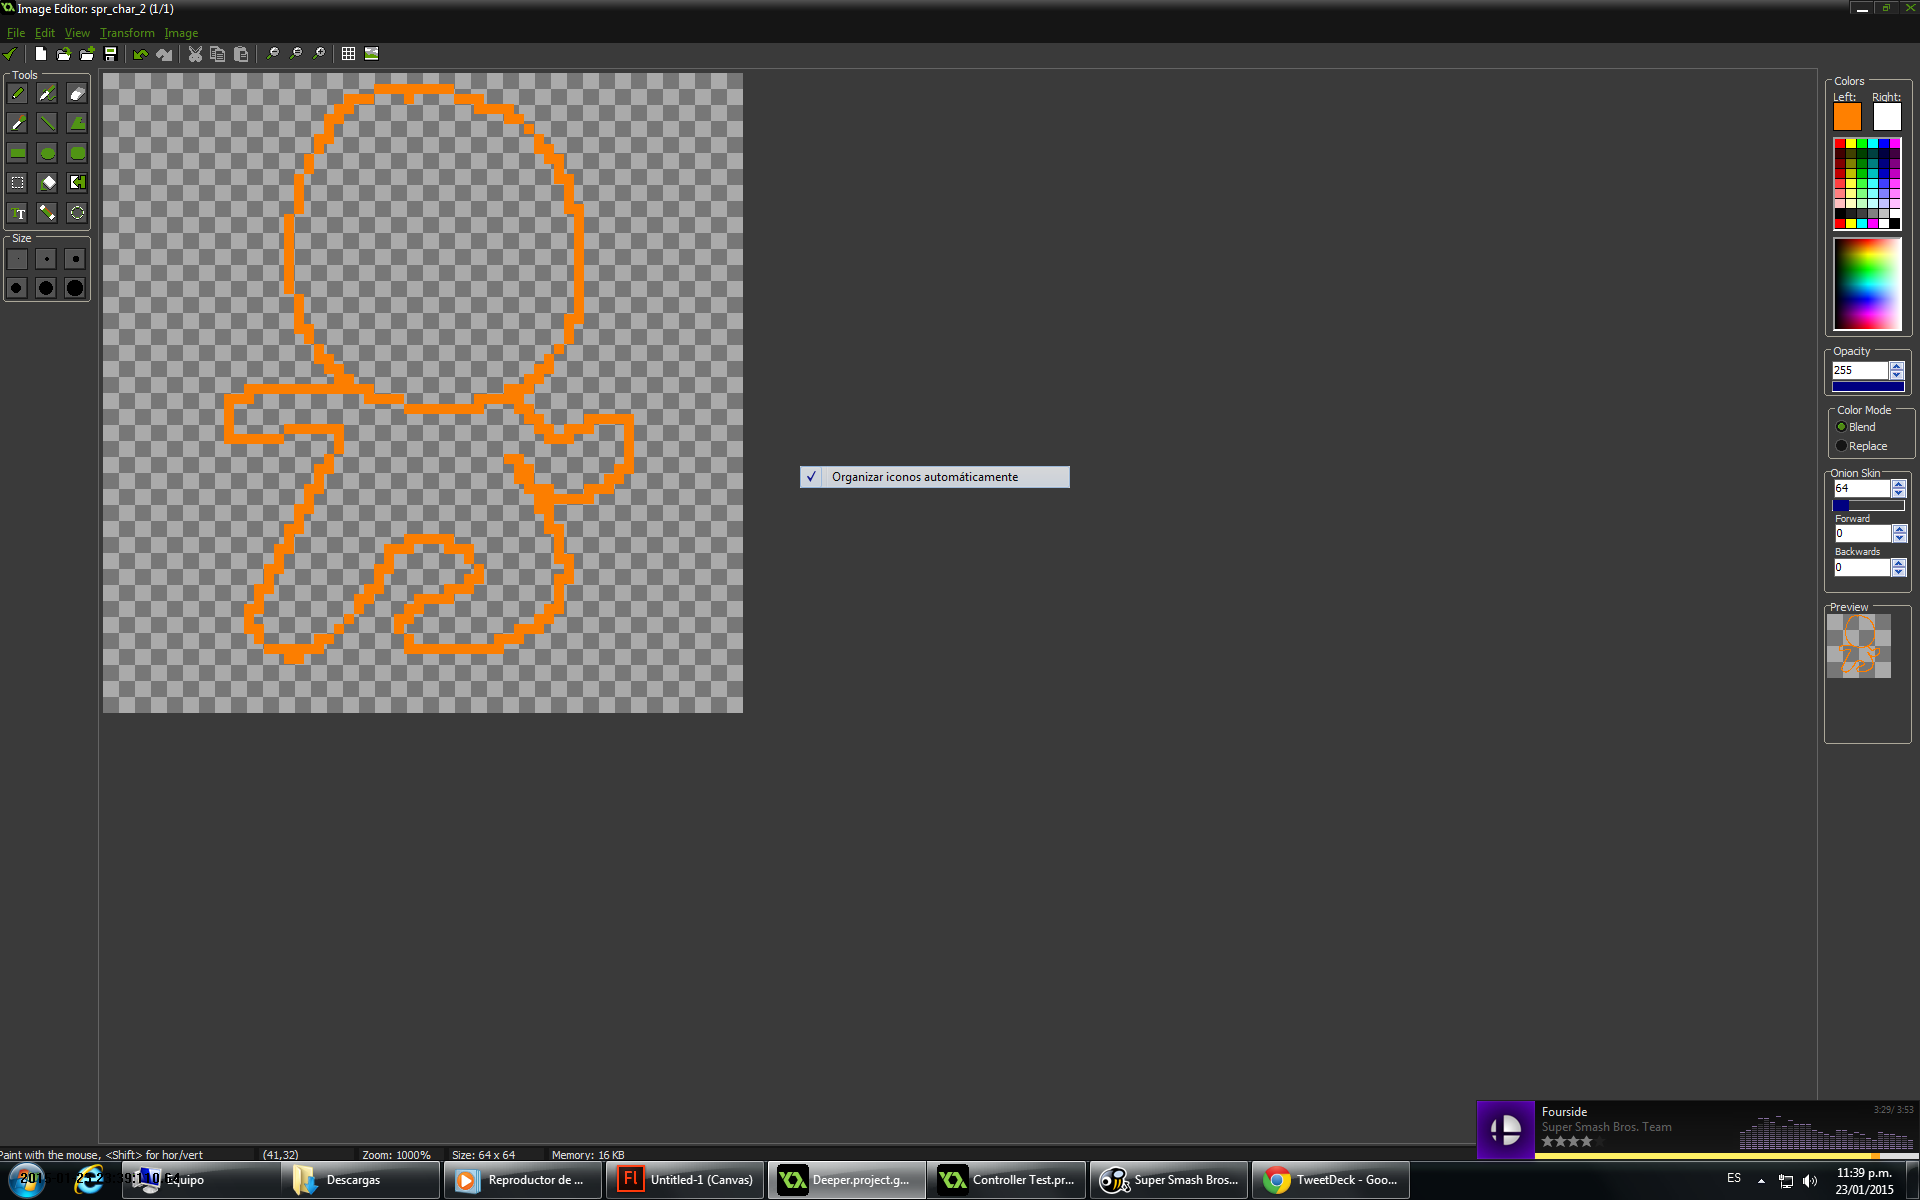 Image Editor: spr_char_2 (1/1)
File Edit View Transform Image
Tools
Size
Organizar iconos automáticamente
Colors
Left: Right:
Opacity
255
Color Mode
Blend
Replace
Onion Skin
64
Forward
0
Backwards
0
Preview
Fourside
3:29/ 3:53
Super Smash Bros. Team
Paint with the mouse, <Shift> for hor/vert (41,32) Zoom: 1000% Size: 64 x 64 Memory: 16 KB
Equipo
Descargas
Reproductor de ...
Untitled-1 (Canvas)
Deeper.project.g...
Controller Test.pr...
Super Smash Bros...
TweetDeck - Goo...
ES
11:39 p.m.
23/01/2015